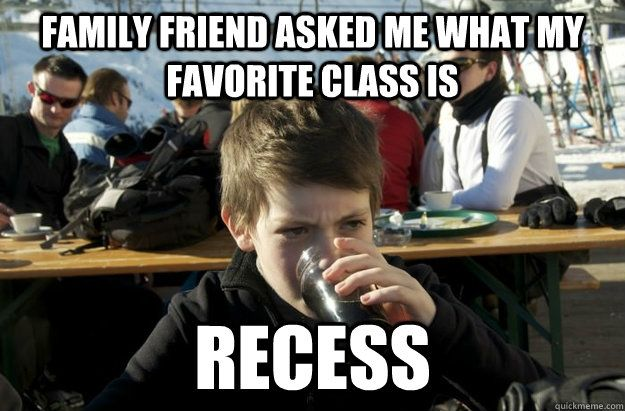 FAMILY FRIEND ASKED ME WHAT MY
FAVORITE CLASS IS
RECESS
quickmeme.com